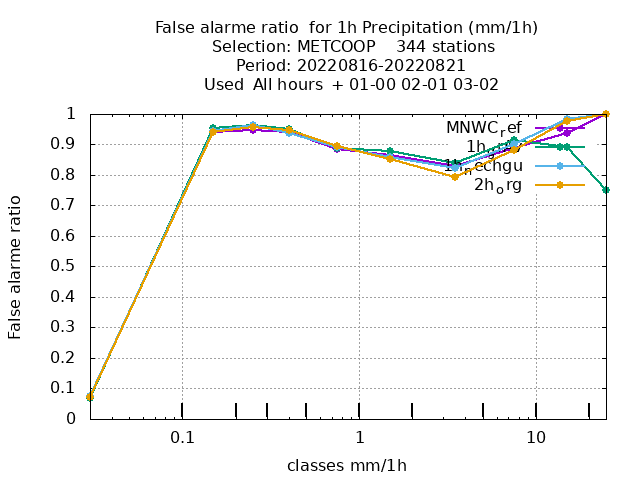 False alarme ratio for 1h Precipitation (mm/1h)
Selection: METCOOP 344 stations
Period: 20220816-20220821
Used All hours + 01-00 02-01 03-02
1
0.9
0.8
0.7
0.6
0.5
0.4
0.3
0.2
0.1
0
False alarme ratio
MNWC_ref
2h_org
0.1
1
10
classes mm/1h